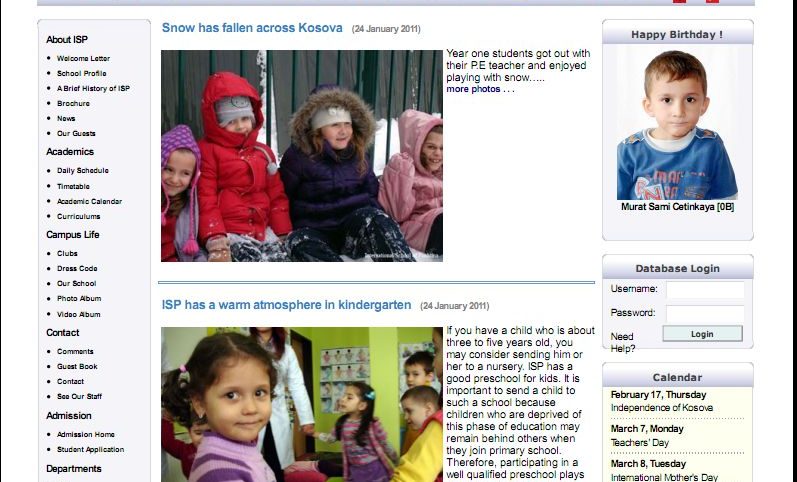 About ISP
Welcome Letter
School Profile
A Brief History of ISP
Brochure
News
Our Guests
Academics
Daily Schedule
Timetable
Academic Calendar
Curriculums
Campus Life
Clubs
Dress Code
Our School
Photo Album
Video Album
Contact
Comments
Guest Book
Contact
See Our Staff
Admission
Admission Home
Student Application
Departments
Snow has fallen across Kosova (24 January 2011)
Year one students got out with
their P.E teacher and enjoyed
playing with snow…..
more photos . . .
International School of Prishtina
ISP has a warm atmosphere in kindergarten (24 January 2011)
If you have a child who is about
three to five years old, you
may consider sending him or
her to a nursery. ISP has a
good preschool for kids. It is
important to send a child to
such a school because
children who are deprived of
this phase of education may
remain behind others when
they join primary school.
Therefore, participating in a
well qualified preschool plays
Happy Birthday !
Murat Sami Cetinkaya [0B]
Database Login
Username:
Password:
Need
Help?
Login
Calendar
February 17, Thursday
Independence of Kosova
March 7, Monday
Teachers' Day
March 8, Tuesday
International Mother's Day